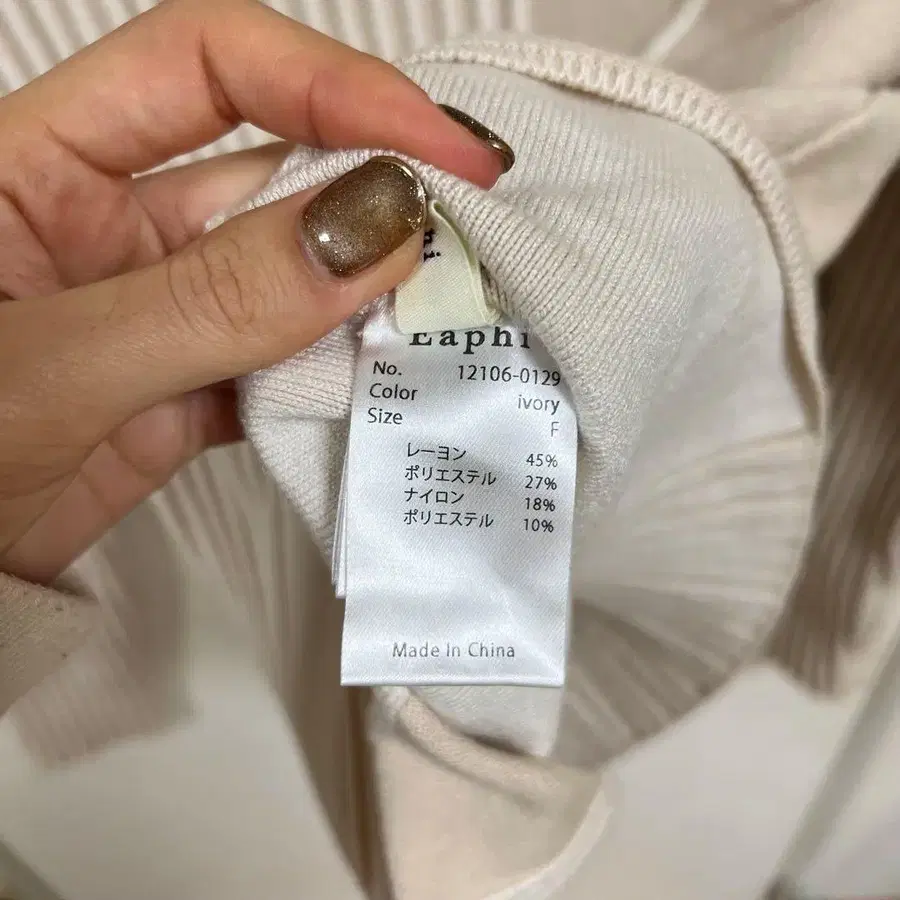 No. 12106-0129
Color ivory
Size F
レーヨン 45%
ポリエステル 27%
ナイロン 18%
ポリエステル 10%
Made In China